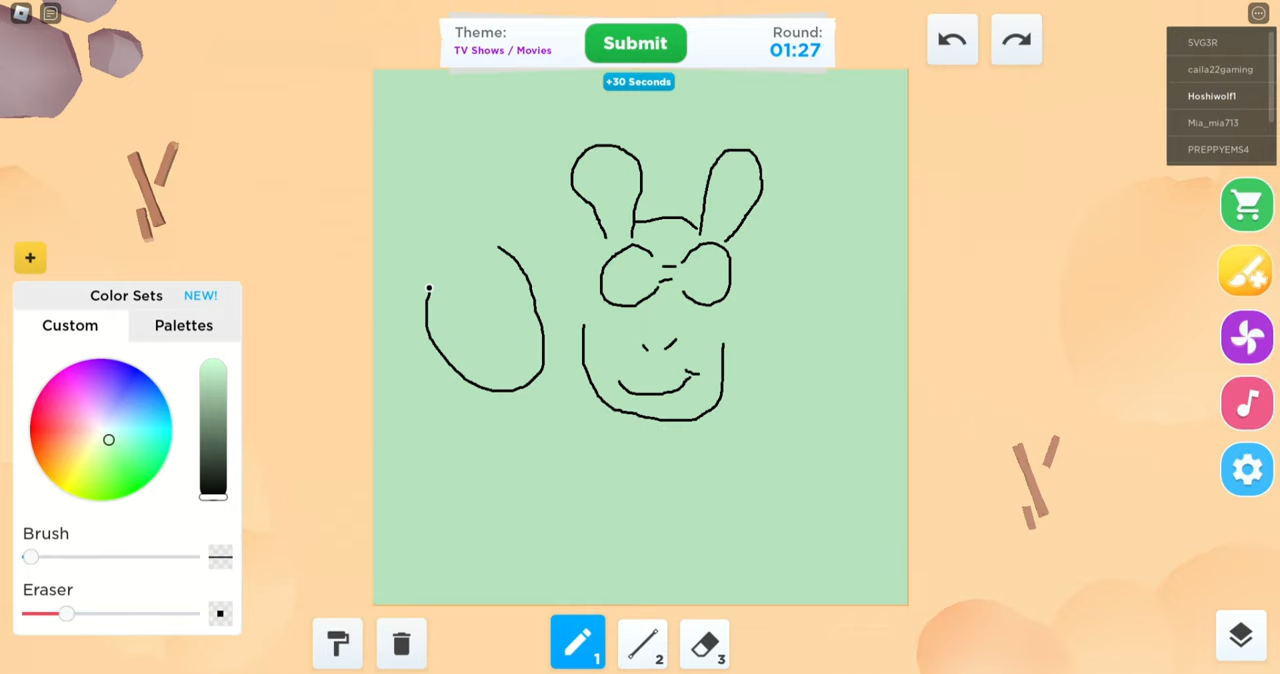 Theme:
TV Shows / Movies
Submit
Round:
01:27
+30 Seconds
5VG3R
caila22gaming
Hoshiwolf1
Mia_mia713
PREPPYEMS4
+
Color Sets NEW!
Custom Palettes
Brush
Eraser
1 2 3